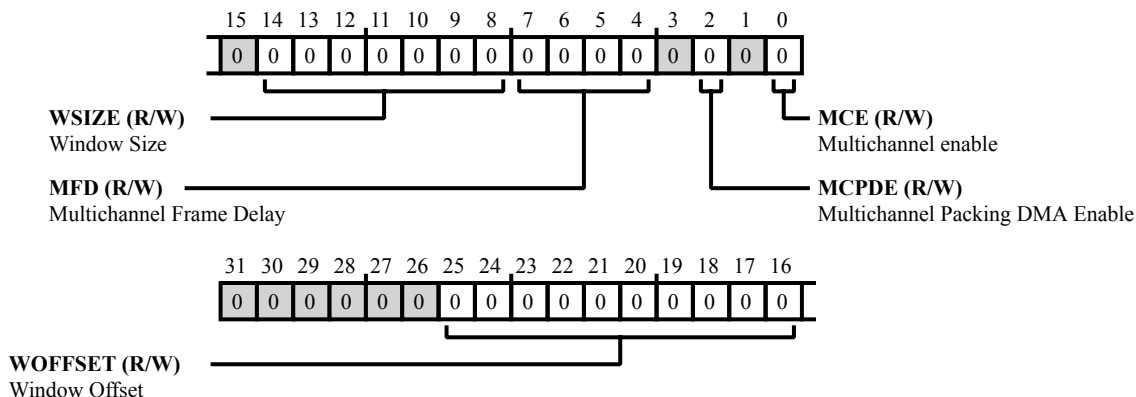 15 14 13 12 11 10 9 8 7 6 5 4 3 2 1 0
0 0 0 0 0 0 0 0 0 0 0 0 0 0 0 0
WSIZE (R/W)
Window Size
MCE (R/W)
Multichannel enable
MFD (R/W)
Multichannel Frame Delay
MCPDE (R/W)
Multichannel Packing DMA Enable
31 30 29 28 27 26 25 24 23 22 21 20 19 18 17 16
0 0 0 0 0 0 0 0 0 0 0 0 0 0 0 0
WOFFSET (R/W)
Window Offset